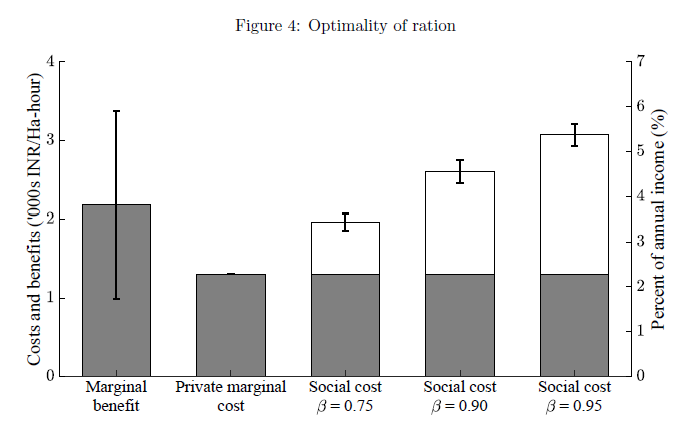 Figure 4: Optimality of ration
Costs and benefits ('000s INR/Ha-hour)
4
3
2
1
0
7
6
5
4
3
2
1
0
Percent of annual income (%)
Marginal
benefit
Private marginal
cost
Social cost
β = 0.75
Social cost
β = 0.90
Social cost
β = 0.95